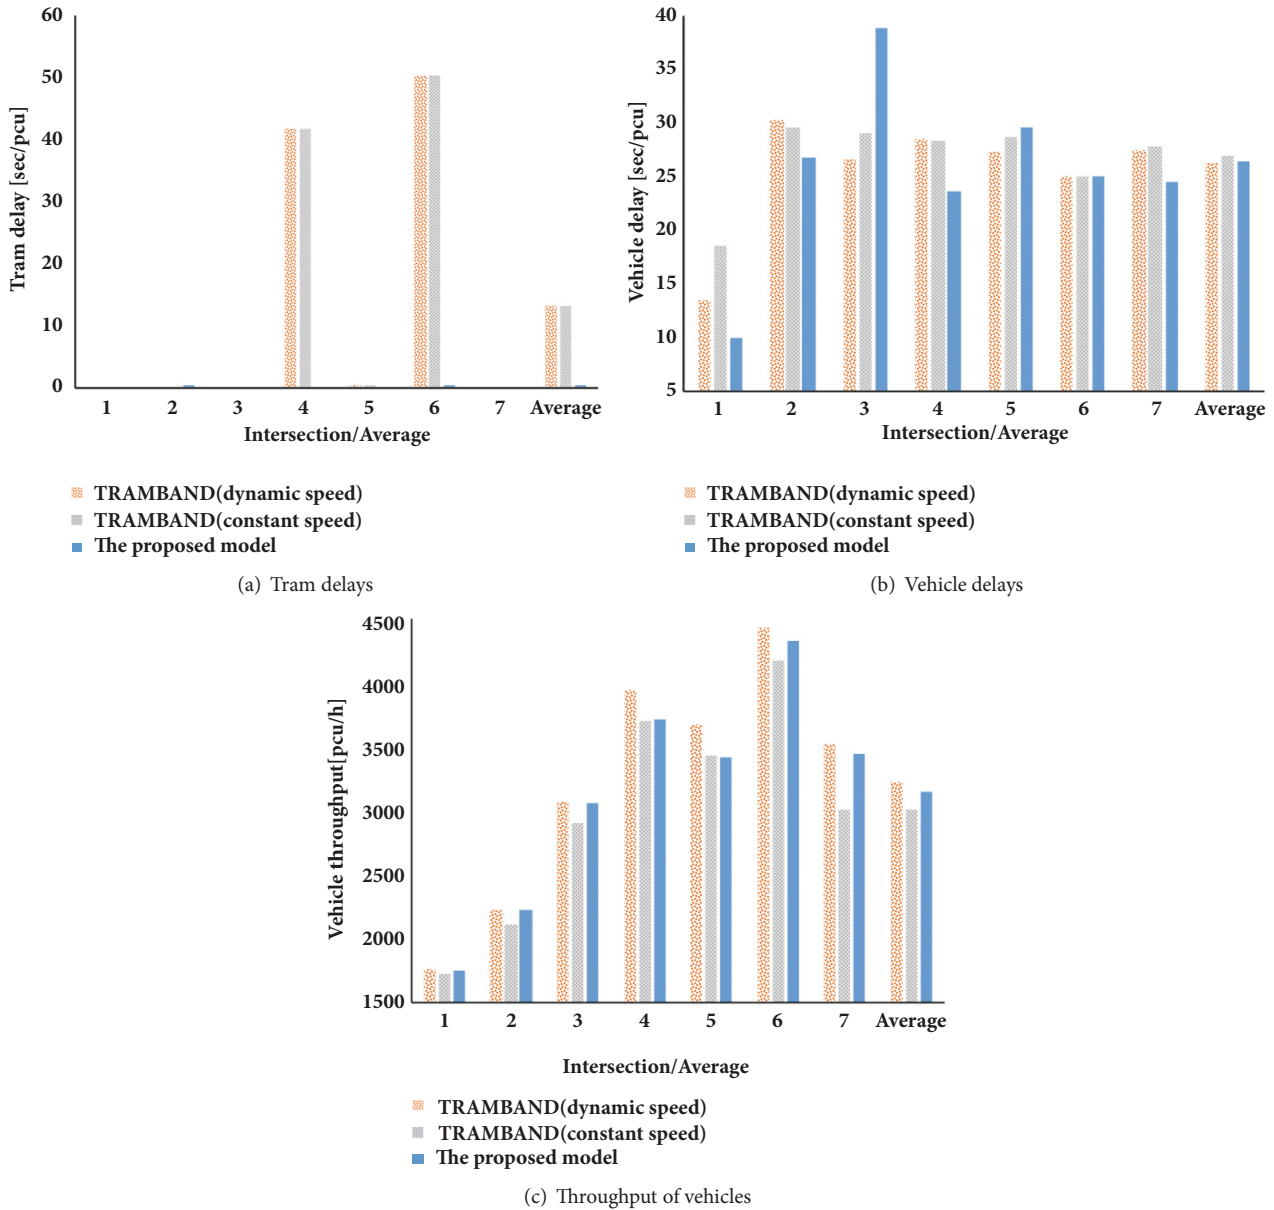 Tram delay [sec/pcu]
60
50
40
30
20
10
0
1 2 3 4 5 6 7 Average
Intersection/Average
TRAMBAND(dynamic speed)
TRAMBAND(constant speed)
The proposed model
(a) Tram delays
Vehicle delay [sec/pcu]
40
35
30
25
20
15
10
5
1 2 3 4 5 6 7 Average
Intersection/Average
TRAMBAND(dynamic speed)
TRAMBAND(constant speed)
The proposed model
(b) Vehicle delays
Vehicle throughput[pcu/h]
4500
4000
3500
3000
2500
2000
1500
1 2 3 4 5 6 7 Average
Intersection/Average
TRAMBAND(dynamic speed)
TRAMBAND(constant speed)
The proposed model
(c) Throughput of vehicles